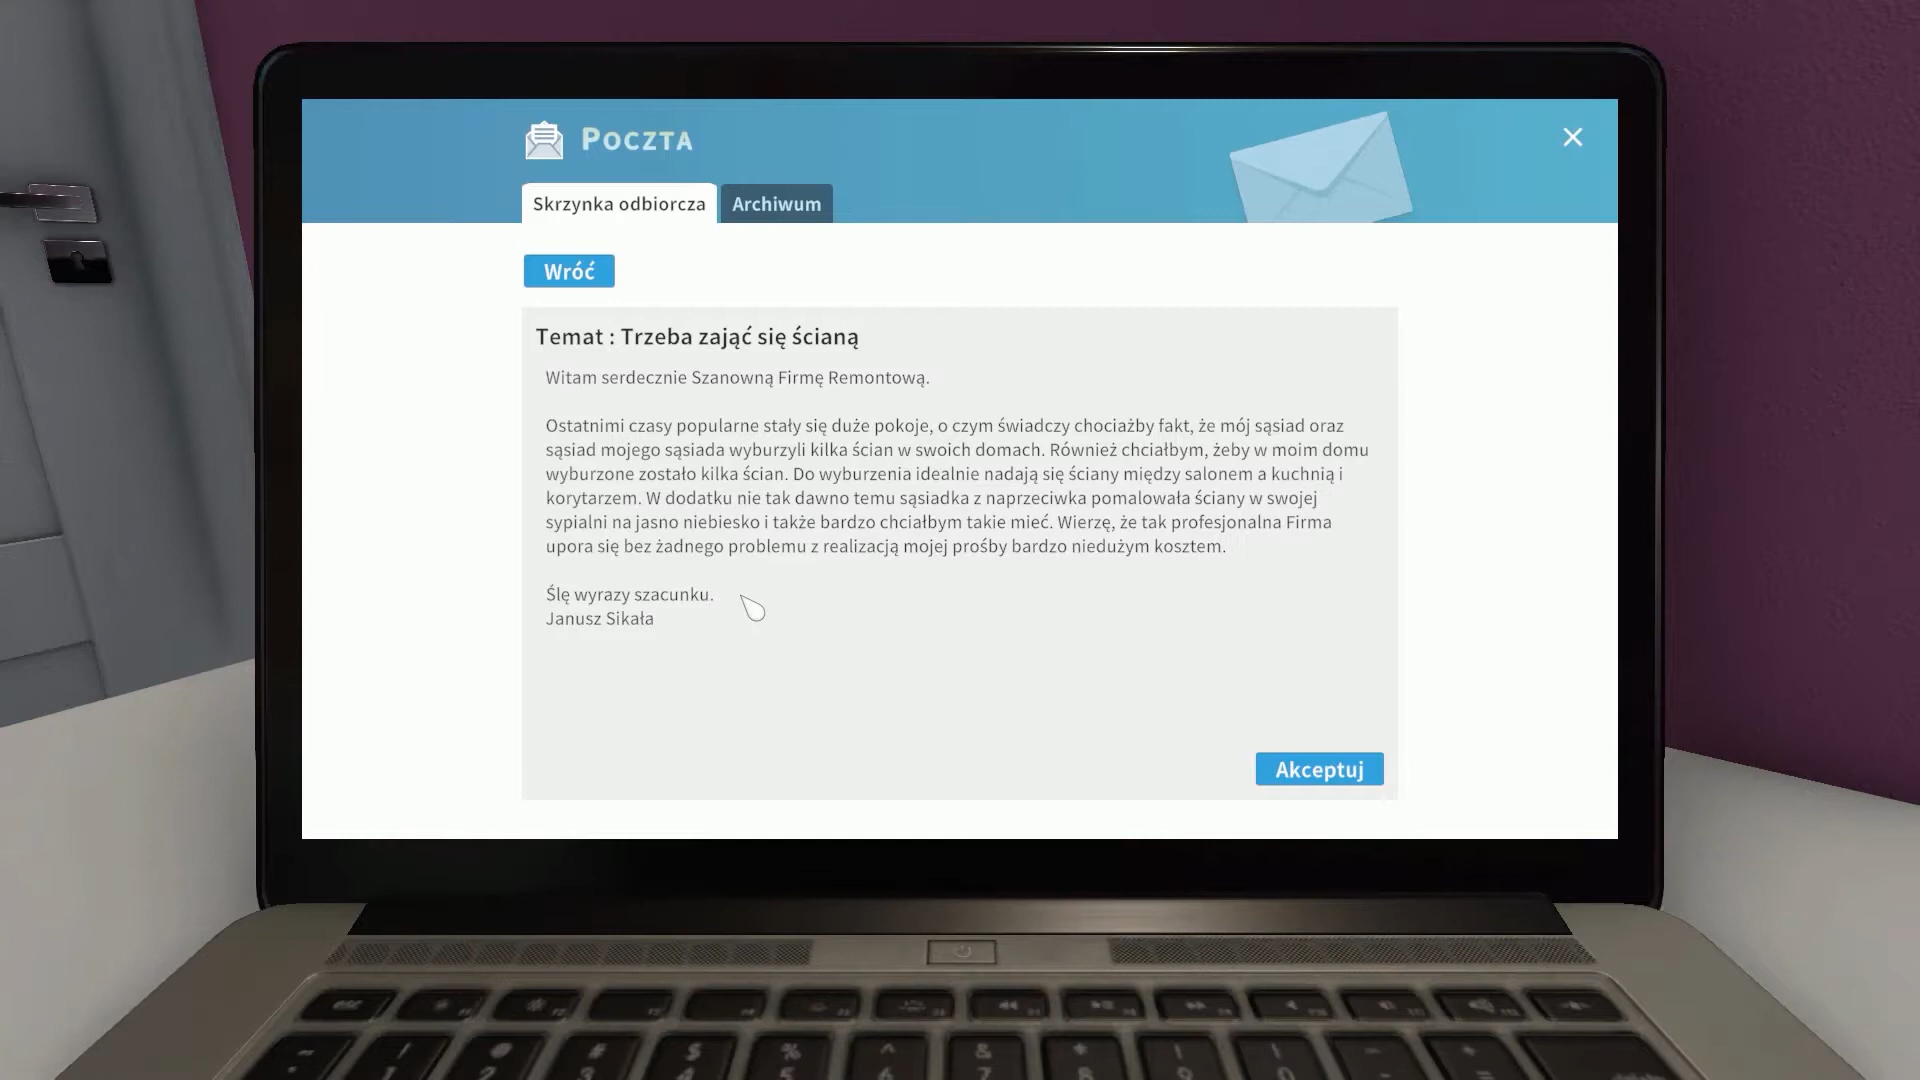 Poczta
Skrzynka odbiorcza
Archiwum
Wróć
Temat : Trzeba zająć się ścianą
Witam serdecznie Szanowną Firmę Remontową.
Ostatnimi czasy popularne stały się duże pokoje, o czym świadczy chociażby fakt, że mój sąsiad oraz
sąsiad mojego sąsiada wyburzyli kilka ścian w swoich domach. Również chciałbym, żeby w moim domu
wyburzone zostało kilka ścian. Do wyburzenia idealnie nadają się ściany między salonem a kuchnią i
korytarzem. W dodatku nie tak dawno temu sąsiadka z naprzeciwka pomalowała ściany w swojej
sypialni na jasno niebiesko i także bardzo chciałbym takie mieć. Wierzę, że tak profesjonalna Firma
upora się bez żadnego problemu z realizacją mojej prośby bardzo niedużym kosztem.
Ślę wyrazy szacunku.
Janusz Sikała
Akceptuj